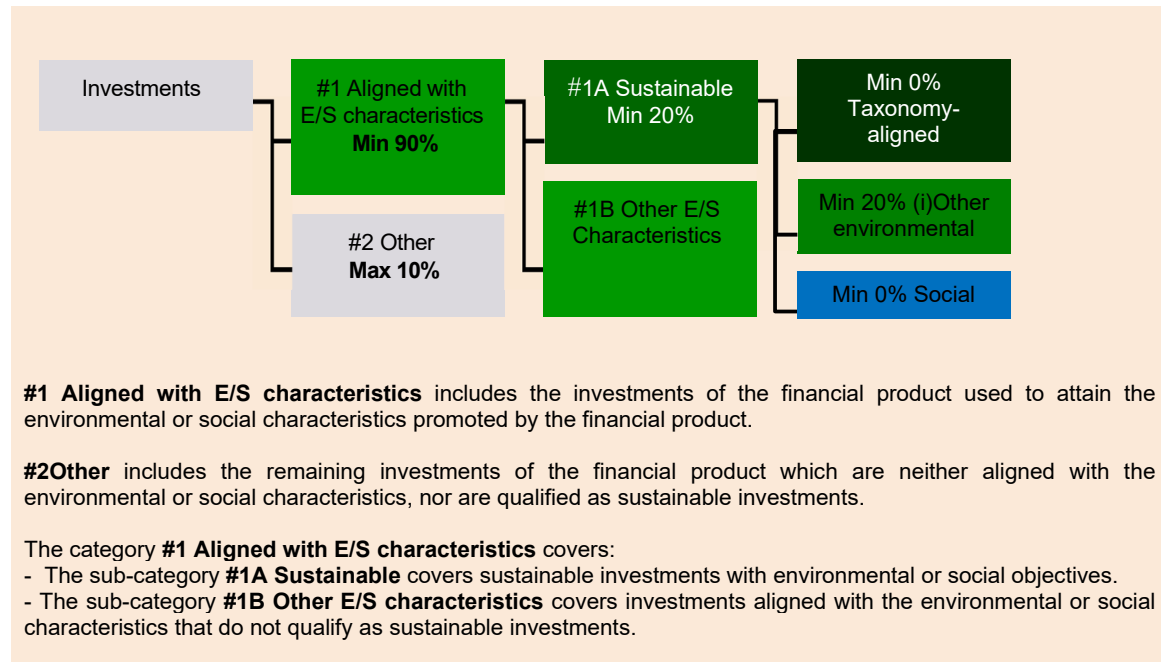 Investments
#1 Aligned with
E/S characteristics
Min 90%
#2 Other
Max 10%
#1A Sustainable
Min 20%
#1B Other E/S
Characteristics
Min 0%
Taxonomy-
aligned
Min 20% (i)Other
environmental
Min 0% Social
#1 Aligned with E/S characteristics includes the investments of the financial product used to attain the
environmental or social characteristics promoted by the financial product.
#2Other includes the remaining investments of the financial product which are neither aligned with the
environmental or social characteristics, nor are qualified as sustainable investments.
The category #1 Aligned with E/S characteristics covers:
- The sub-category #1A Sustainable covers sustainable investments with environmental or social objectives.
- The sub-category #1B Other E/S characteristics covers investments aligned with the environmental or social
characteristics that do not qualify as sustainable investments.